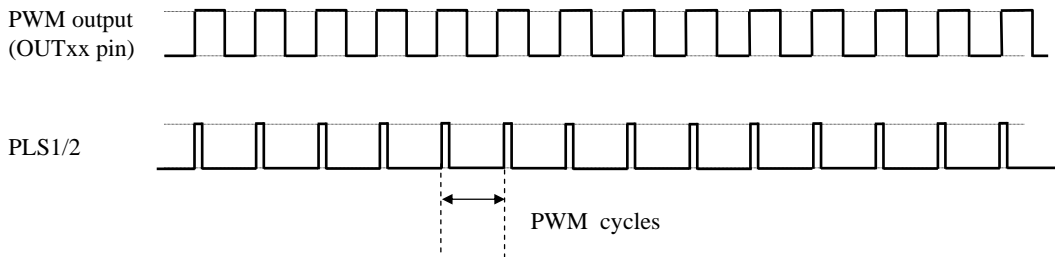 PWM output
(OUTxx pin)
PLS1/2
PWM cycles